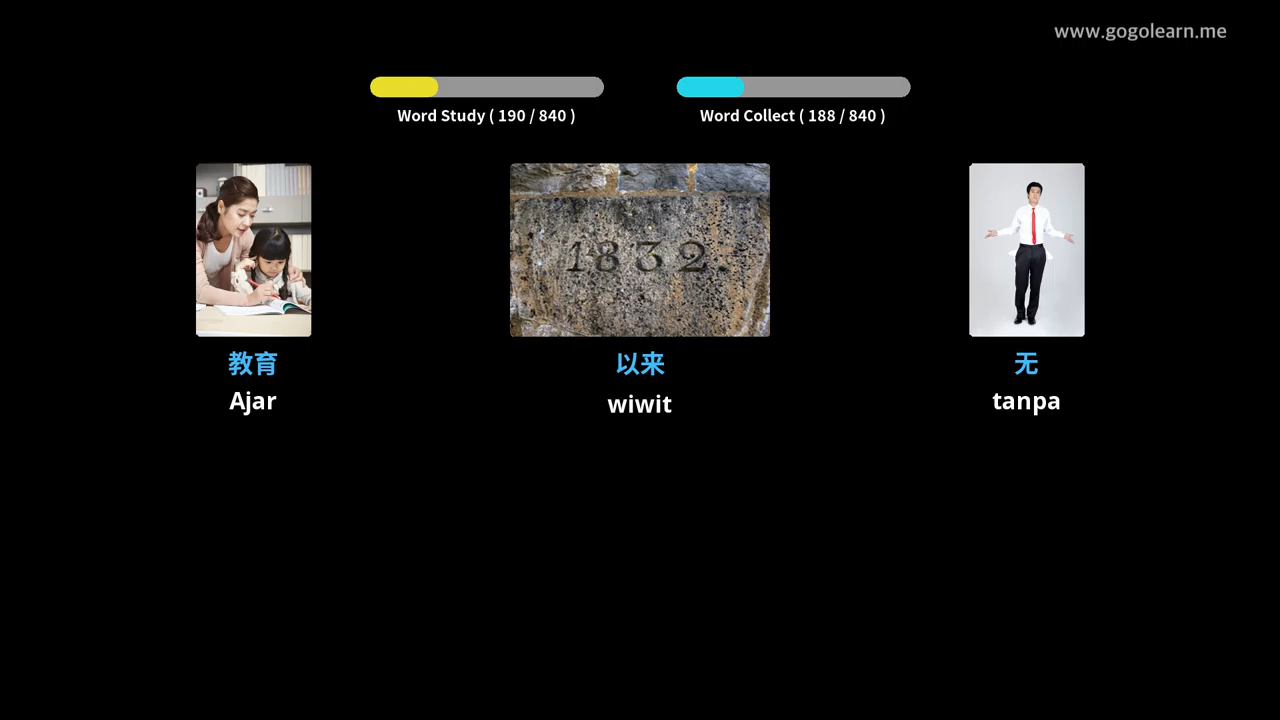 www.gogolearn.me
Word Study ( 190 / 840 )
Word Collect ( 188 / 840 )
1832.
教育
以来
无
Ajar
wiwit
tanpa